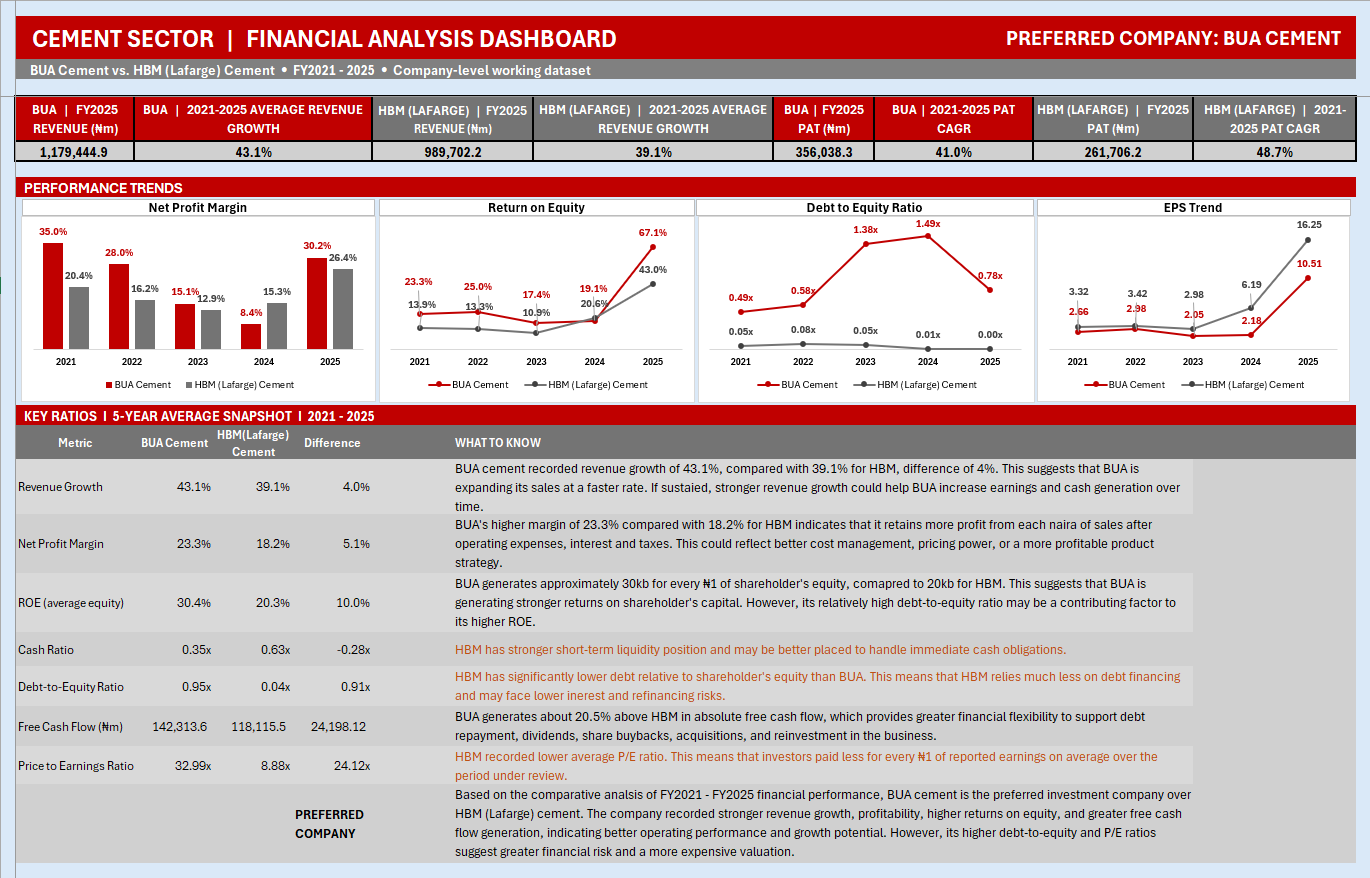 CEMENT SECTOR | FINANCIAL ANALYSIS DASHBOARD
PREFERRED COMPANY: BUA CEMENT
BUA Cement vs. HBM (Lafarge) Cement • FY2021 - 2025 • Company-level working dataset
BUA | FY2025
REVENUE (₦m)
BUA | 2021-2025 AVERAGE REVENUE
GROWTH
HBM (LAFARGE) | FY2025
REVENUE (₦m)
HBM (LAFARGE) | 2021-2025 AVERAGE
REVENUE GROWTH
BUA | FY2025
PAT (₦m)
BUA | 2021-2025 PAT
CAGR
HBM (LAFARGE) | FY2025
PAT (₦m)
HBM (LAFARGE) | 2021-
2025 PAT CAGR
1,179,444.9
43.1%
989,702.2
39.1%
356,038.3
41.0%
261,706.2
48.7%
PERFORMANCE TRENDS
Net Profit Margin
35.0%
20.4%
28.0%
16.2%
15.1%
12.9%
8.4%
15.3%
30.2%
26.4%
2021 2022 2023 2024 2025
BUA Cement HBM (Lafarge) Cement
Return on Equity
23.3%
25.0%
17.4%
19.1%
67.1%
13.9%
13.3%
10.9%
20.6%
43.0%
2021 2022 2023 2024 2025
BUA Cement HBM (Lafarge) Cement
Debt to Equity Ratio
0.49x
0.58x
1.38x
1.49x
0.78x
0.05x
0.08x
0.05x
0.01x
0.00x
2021 2022 2023 2024 2025
BUA Cement HBM (Lafarge) Cement
EPS Trend
3.32
3.42
2.98
6.19
16.25
2.66
2.98
2.05
2.18
10.51
2021 2022 2023 2024 2025
BUA Cement HBM (Lafarge) Cement
KEY RATIOS I 5-YEAR AVERAGE SNAPSHOT I 2021 - 2025
Metric
BUA Cement
HBM(Lafarge)
Cement
Difference
WHAT TO KNOW
Revenue Growth 43.1% 39.1% 4.0%
BUA cement recorded revenue growth of 43.1%, compared with 39.1% for HBM, difference of 4%. This suggests that BUA is
expanding its sales at a faster rate. If sustaied, stronger revenue growth could help BUA increase earnings and cash generation over
time.
Net Profit Margin 23.3% 18.2% 5.1%
BUA's higher margin of 23.3% compared with 18.2% for HBM indicates that it retains more profit from each naira of sales after
operating expenses, interest and taxes. This could reflect better cost management, pricing power, or a more profitable product
strategy.
ROE (average equity) 30.4% 20.3% 10.0%
BUA generates approximately 30kb for every ₦1 of shareholder's equity, comapred to 20kb for HBM. This suggests that BUA is
generating stronger returns on shareholder's capital. However, its relatively high debt-to-equity ratio may be a contributing factor to
its higher ROE.
Cash Ratio 0.35x 0.63x -0.28x
HBM has stronger short-term liquidity position and may be better placed to handle immediate cash obligations.
Debt-to-Equity Ratio 0.95x 0.04x 0.91x
HBM has significantly lower debt relative to shareholder's equity than BUA. This means that HBM relies much less on debt financing
and may face lower inerest and refinancing risks.
Free Cash Flow (₦m) 142,313.6 118,115.5 24,198.12
BUA generates about 20.5% above HBM in absolute free cash flow, which provides greater financial flexibility to support debt
repayment, dividends, share buybacks, acquisitions, and reinvestment in the business.
Price to Earnings Ratio 32.99x 8.88x 24.12x
HBM recorded lower average P/E ratio. This means that investors paid less for every ₦1 of reported earnings on average over the
period under review.
PREFERRED
COMPANY
Based on the comparative analsis of FY2021 - FY2025 financial performance, BUA cement is the preferred investment company over
HBM (Lafarge) cement. The company recorded stronger revenue growth, profitability, higher returns on equity, and greater free cash
flow generation, indicating better operating performance and growth potential. However, its higher debt-to-equity and P/E ratios
suggest greater financial risk and a more expensive valuation.